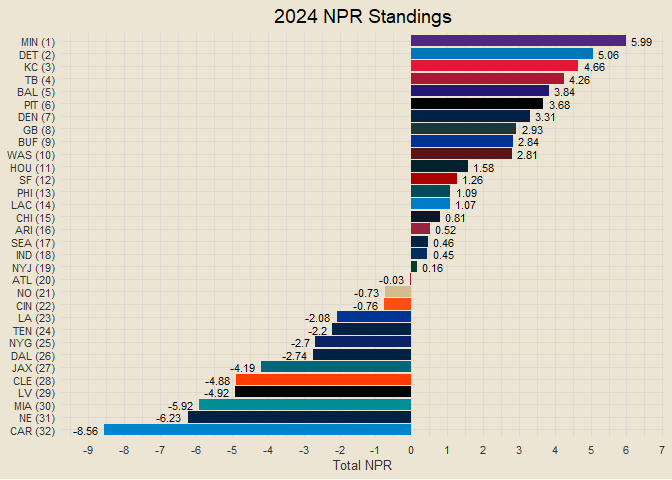 2024 NPR Standings
MIN (1) 5.99
DET (2) 5.06
KC (3) 4.66
TB (4) 4.26
BAL (5) 3.84
PIT (6) 3.68
DEN (7) 3.31
GB (8) 2.93
BUF (9) 2.84
WAS (10) 2.81
HOU (11) 1.58
SF (12) 1.26
PHI (13) 1.09
LAC (14) 1.07
CHI (15) 0.81
ARI (16) 0.52
SEA (17) 0.46
IND (18) 0.45
NYJ (19) 0.16
ATL (20) -0.03
NO (21) -0.73
CIN (22) -0.76
LA (23) -2.08
TEN (24) -2.2
NYG (25) -2.7
DAL (26) -2.74
JAX (27) -4.19
CLE (28) -4.88
LV (29) -4.92
MIA (30) -5.92
NE (31) -6.23
CAR (32) -8.56
-9 -8 -7 -6 -5 -4 -3 -2 -1 0 1 2 3 4 5 6 7
Total NPR